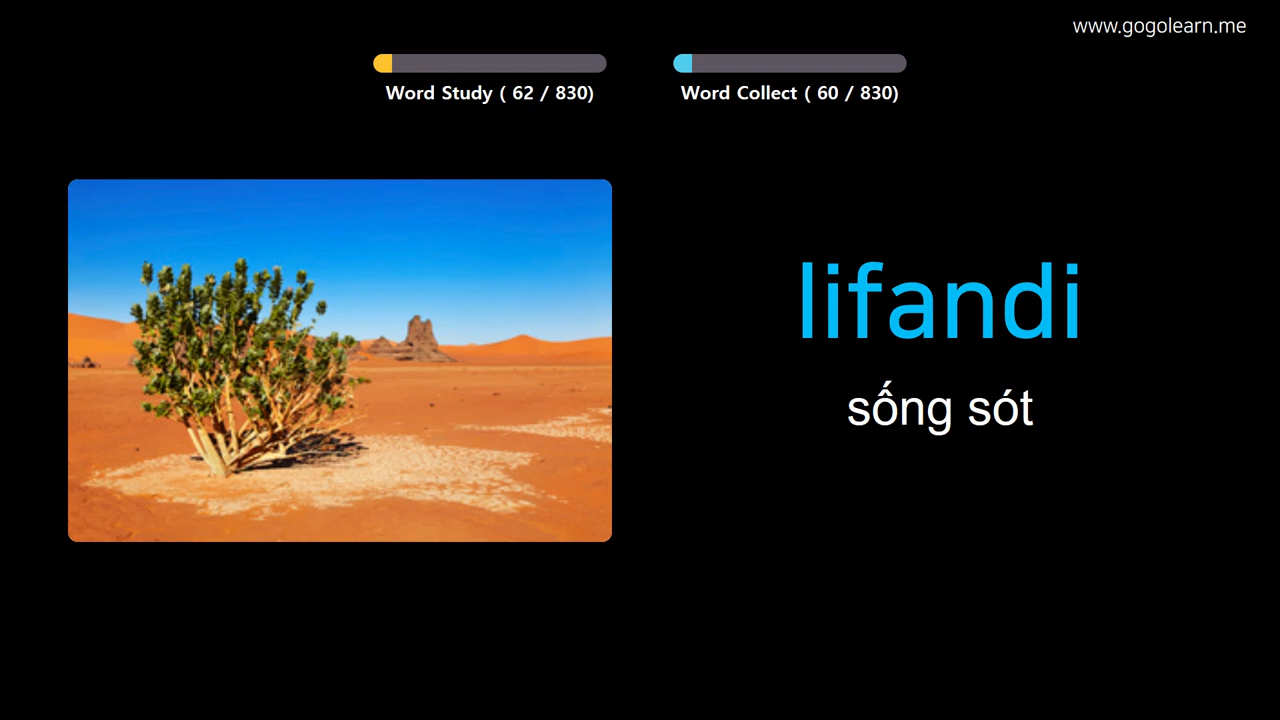 www.gogolearn.me
Word Study ( 62 / 830)
Word Collect ( 60 / 830)
lifandi
sống sót